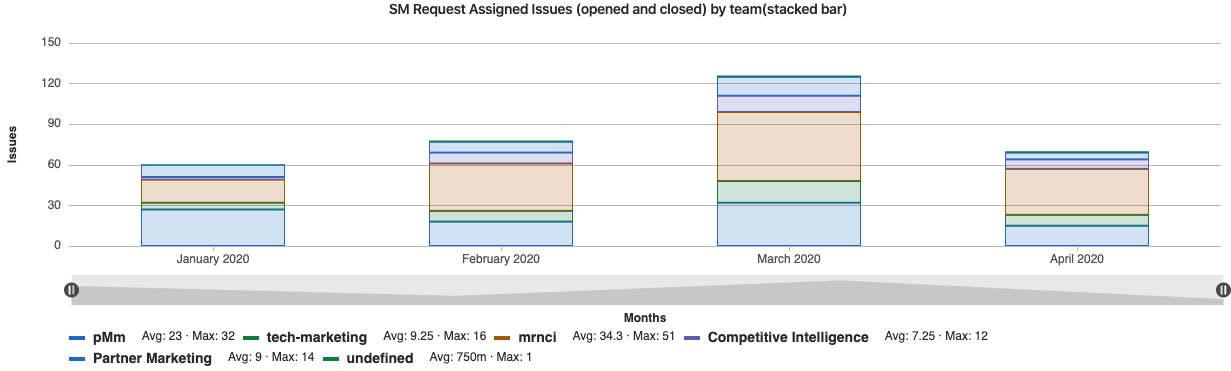 SM Request Assigned Issues (opened and closed) by team(stacked bar)
150
120
90
60
30
0
Issues
January 2020
February 2020
March 2020
April 2020
Months
pMm Avg: 23 · Max: 32 tech-marketing Avg: 9.25 · Max: 16 mrnci Avg: 34.3 · Max: 51 Competitive Intelligence Avg: 7.25 · Max: 12
Partner Marketing Avg: 9 · Max: 14 undefined Avg: 750m · Max: 1